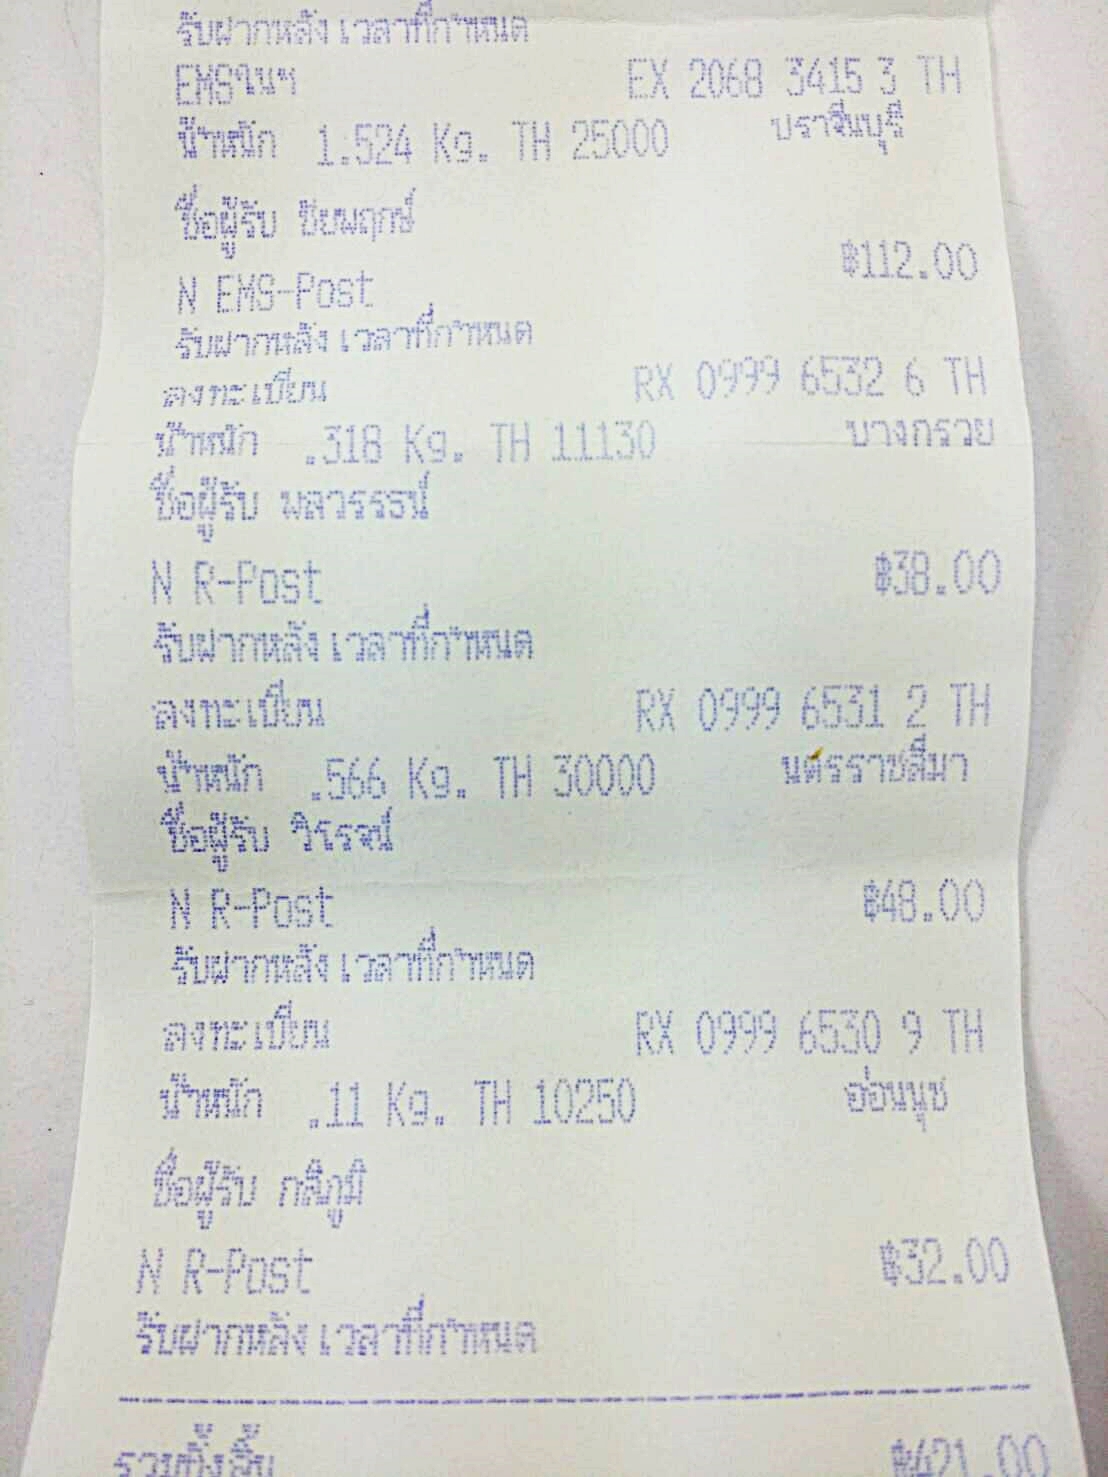 รับฝากหลังเวลาที่กำหนด
EMSในฯ EX 2068 3415 3 TH
น้ำหนัก 1.524 Kg. TH 25000 ปราจีนบุรี
ชื่อผู้รับ ชัยพฤกษ์
N EMS-Post ฿112.00
รับฝากหลังเวลาที่กำหนด
ลงทะเบียน RX 0999 6532 6 TH
น้ำหนัก .318 Kg. TH 11130 บางกรวย
ชื่อผู้รับ พลวรรธน์
N R-Post ฿38.00
รับฝากหลังเวลาที่กำหนด
ลงทะเบียน RX 0999 6531 2 TH
น้ำหนัก .566 Kg. TH 30000 นครราชสีมา
ชื่อผู้รับ วิโรจน์
N R-Post ฿48.00
รับฝากหลังเวลาที่กำหนด
ลงทะเบียน RX 0999 6530 9 TH
น้ำหนัก .11 Kg. TH 10250 อ่อนนุช
ชื่อผู้รับ กสิภูมิ
N R-Post ฿32.00
รับฝากหลังเวลาที่กำหนด
รวมทั้งสิ้น ฿421.00